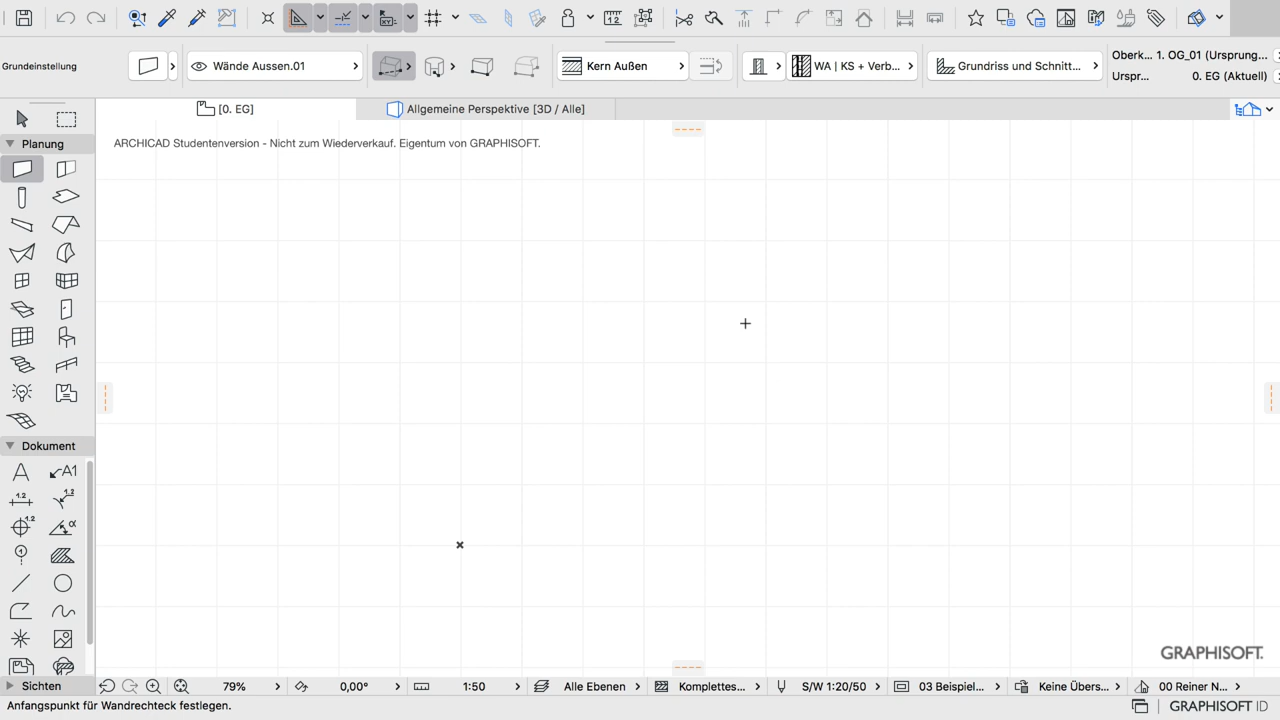 Grundeinstellung
Wände Aussen.01
Kern Außen
WA | KS + Verb...
Grundriss und Schnitt...
Oberk... 1. OG_01 (Ursprung...
Urspr... 0. EG (Aktuell)
[0. EG]
Allgemeine Perspektive [3D / Alle]
Planung
ARCHICAD Studentenversion - Nicht zum Wiederverkauf. Eigentum von GRAPHISOFT.
Dokument
A A1
1.2 1.2
1.2 α
1
GRAPHISOFT.
Sichten
79%
0,00°
1:50
Alle Ebenen
Komplettes...
S/W 1:20/50
03 Beispiel...
Keine Übers...
00 Reiner N...
Anfangspunkt für Wandrechteck festlegen.
GRAPHISOFT ID